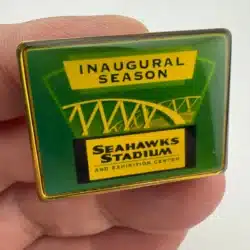 INAUGURAL
SEASON
SEAHAWKS
STADIUM
AND EXHIBITION CENTER